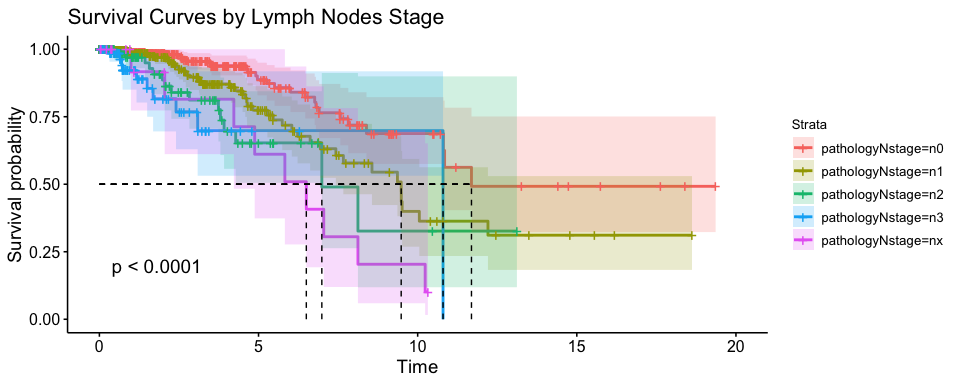 Survival Curves by Lymph Nodes Stage
Survival probability
1.00
0.75
0.50
0.25
0.00
p < 0.0001
0
5
10
15
20
Time
Strata
pathologyNstage=n0
pathologyNstage=n1
pathologyNstage=n2
pathologyNstage=n3
pathologyNstage=nx